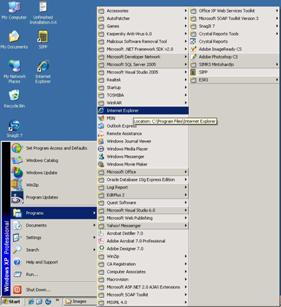 My Computer
Unfinished Installation.txt
My Documents
SIPP
My Network Places
Internet Explorer
Recycle Bin
SnagIt 7
Set Program Access and Defaults
Windows Catalog
Windows Update
WinZip
Program Updates
Programs
Documents
Settings
Search
Help and Support
Run...
Shut Down...
Windows XP Professional
Start
Images
Accessories
AutoPatcher
Games
Kaspersky Anti-Virus 6.0
Malicious Software Removal Tool
Microsoft .NET Framework SDK v2.0
Microsoft Developer Network
Microsoft SQL Server 2005
Microsoft Visual Studio 2005
Realtek
Startup
TOSHIBA
WinRAR
Internet Explorer
MSN
Location: C:\Program Files\Internet Explorer
Outlook Express
Remote Assistance
Windows Journal Viewer
Windows Media Player
Windows Messenger
Windows Movie Maker
Microsoft Office
Oracle Database 10g Express Edition
Logi Report
EditPlus 2
Quest Software
Microsoft Visual Studio 6.0
Microsoft Web Publishing
Yahoo! Messenger
Acrobat Distiller 7.0
Adobe Acrobat 7.0 Professional
Adobe Designer 7.0
WinZip
CA Registration
Computer Associates
Macrovision
Microsoft ASP.NET 2.0 AJAX Extensions
Microsoft SOAP Toolkit
MSXML 4.0
Office XP Web Services Toolkit
Microsoft SOAP Toolkit Version 3
SnagIt 7
Crystal Reports Tools
Crystal Reports
Adobe ImageReady CS
Adobe Photoshop CS
SIPP
ESRI